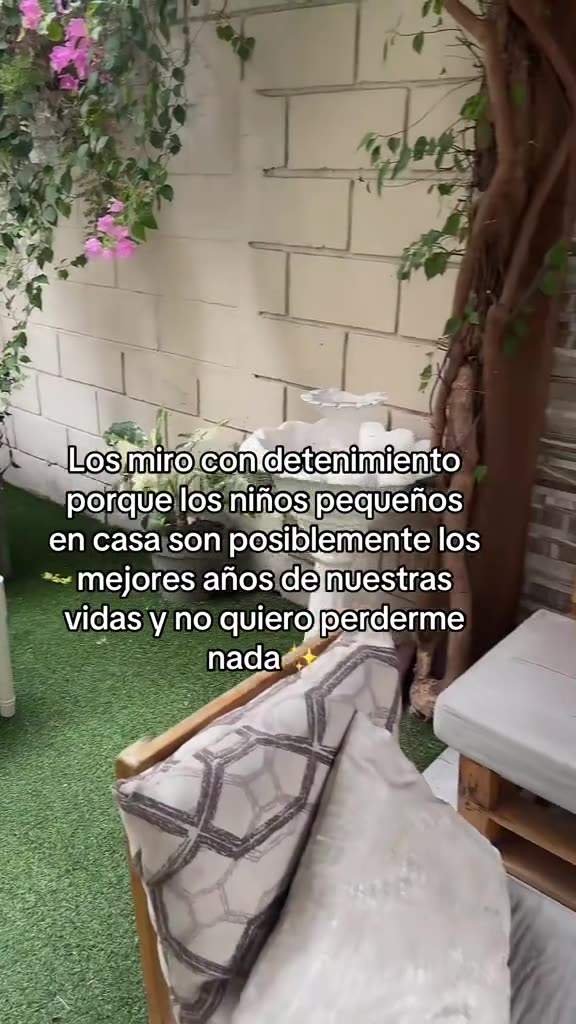 Los miro con detenimiento
porque los niños pequeños
en casa son posiblemente los
mejores años de nuestras
vidas y no quiero perderme
nada ✨